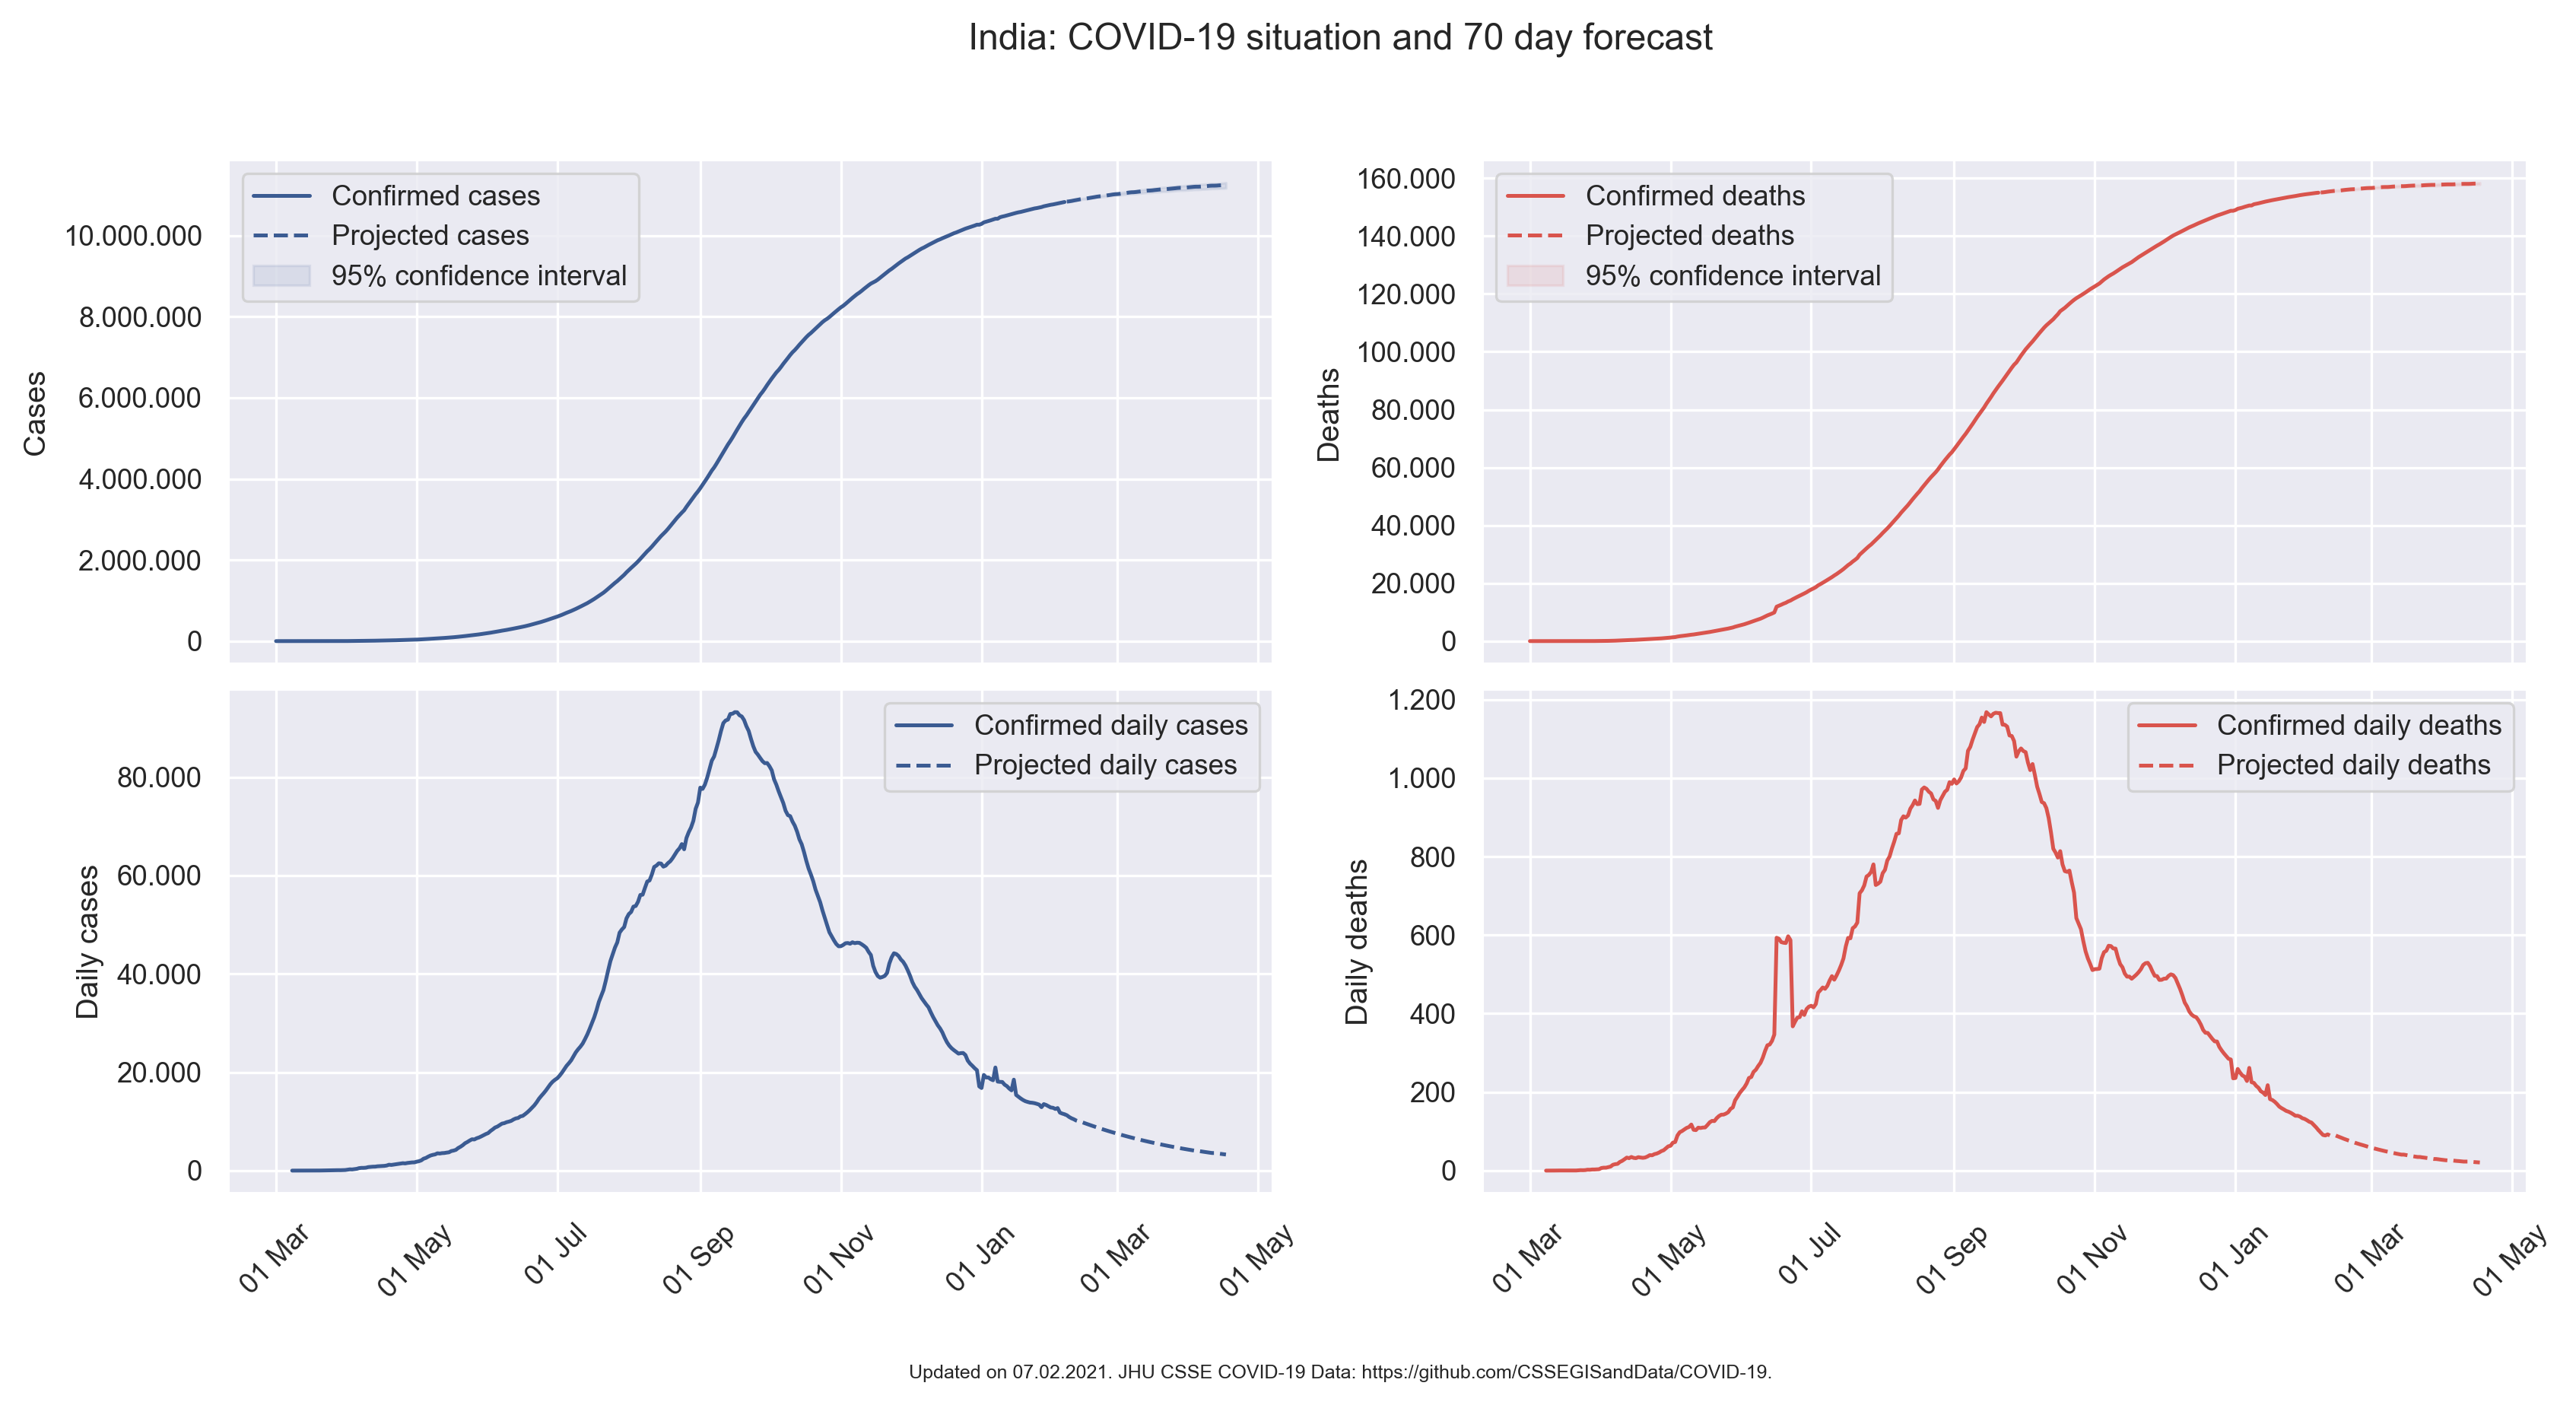 India: COVID-19 situation and 70 day forecast
Confirmed cases
Projected cases
95% confidence interval
10.000.000
8.000.000
6.000.000
4.000.000
2.000.000
0
Cases
Confirmed deaths
Projected deaths
95% confidence interval
160.000
140.000
120.000
100.000
80.000
60.000
40.000
20.000
0
Deaths
Confirmed daily cases
Projected daily cases
80.000
60.000
40.000
20.000
0
Daily cases
01 Mar
01 May
01 Jul
01 Sep
01 Nov
01 Jan
01 Mar
01 May
Confirmed daily deaths
Projected daily deaths
1.200
1.000
800
600
400
200
0
Daily deaths
01 Mar
01 May
01 Jul
01 Sep
01 Nov
01 Jan
01 Mar
01 May
Updated on 07.02.2021. JHU CSSE COVID-19 Data: https://github.com/CSSEGISandData/COVID-19.